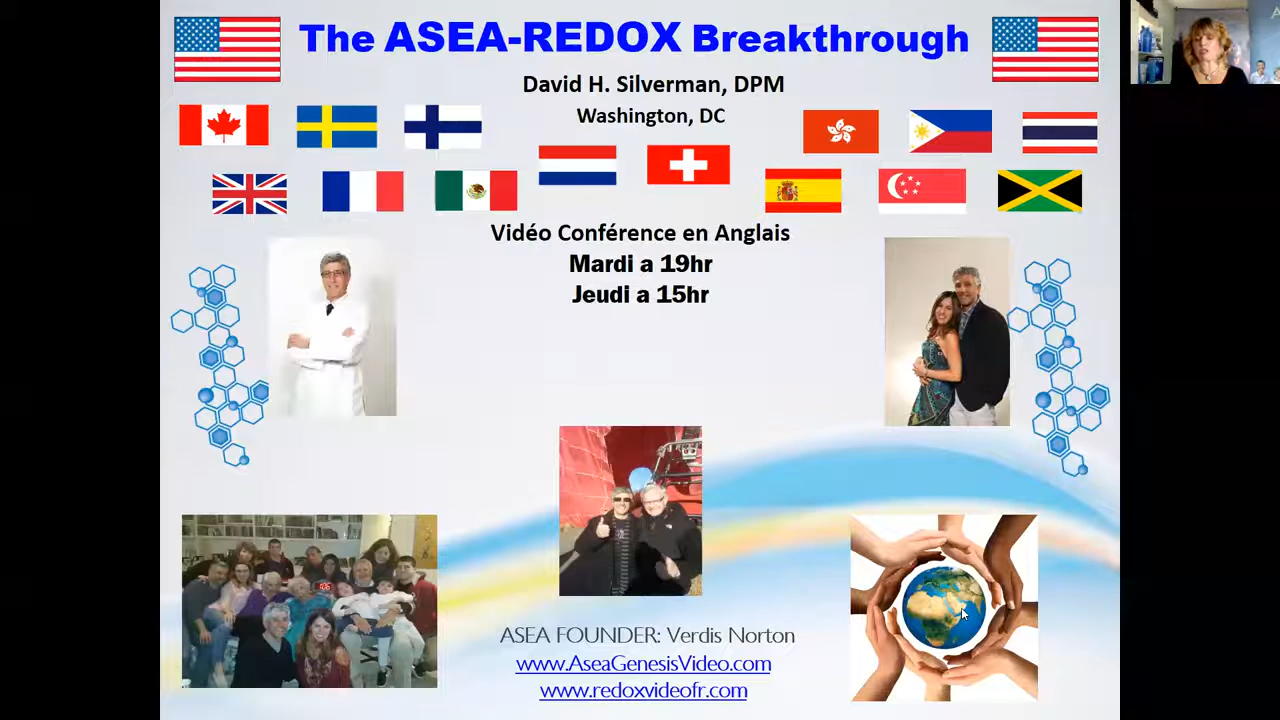 The ASEA-REDOX Breakthrough
David H. Silverman, DPM
Washington, DC
Vidéo Conférence en Anglais
Mardi a 19hr
Jeudi a 15hr
ASEA FOUNDER: Verdis Norton
www.AseaGenesisVideo.com
www.redoxvideofr.com